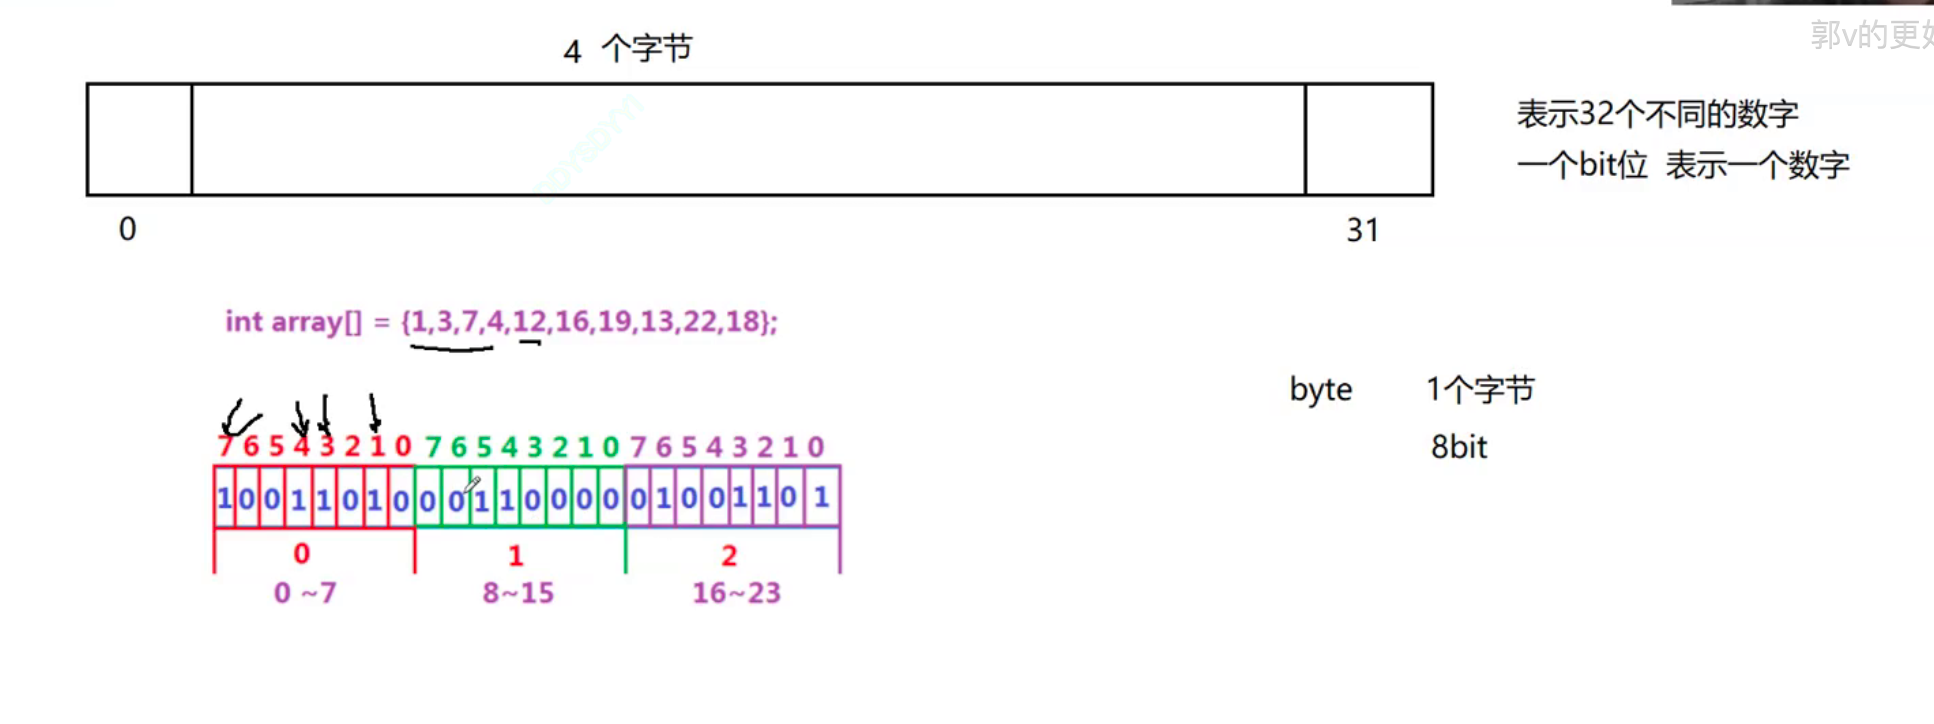 郭v的更
4 个字节
表示32个不同的数字
一个bit位 表示一个数字
0 31
int array[] = {1,3,7,4,12,16,19,13,22,18};
byte 1个字节
8bit
7 6 5 4 3 2 1 0 7 6 5 4 3 2 1 0 7 6 5 4 3 2 1 0
1 0 0 1 1 0 1 0 0 0 1 1 0 0 0 0 0 1 0 0 1 1 0 1
0 1 2
0 ~7 8~15 16~23